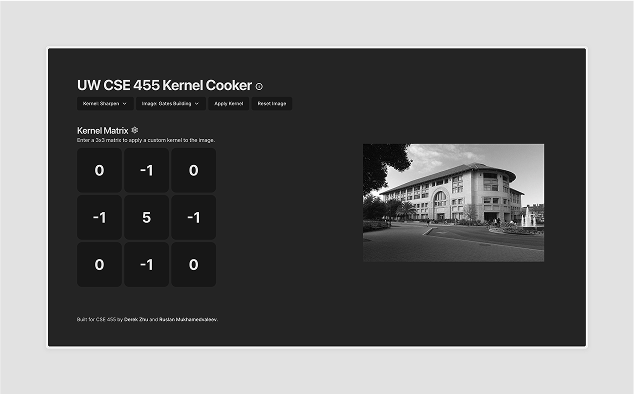 UW CSE 455 Kernel Cooker
Kernel: Sharpen Image: Gates Building Apply Kernel Reset Image
Kernel Matrix
Enter a 3x3 matrix to apply a custom kernel to the image.
0 -1 0
-1 5 -1
0 -1 0
Built for CSE 455 by Derek Zhu and Ruslan Mukhamedvaleev.